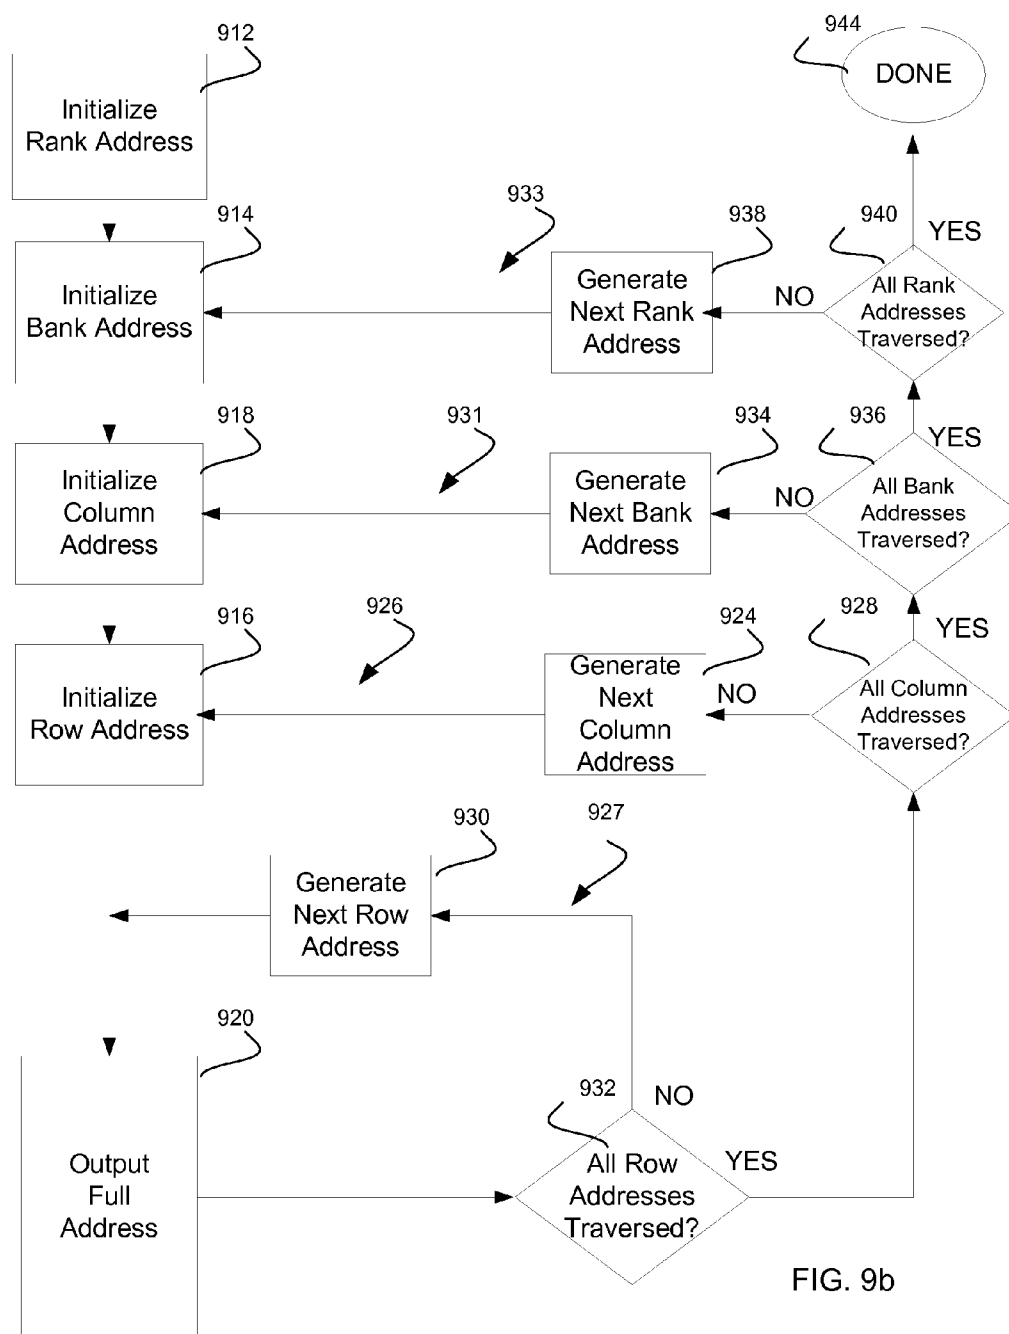 912
944
Initialize
Rank Address
DONE
914
933
938
940
YES
Initialize
Bank Address
Generate
Next Rank
Address
NO
All Rank
Addresses
Traversed?
918
931
934
936
YES
Initialize
Column
Address
Generate
Next Bank
Address
NO
All Bank
Addresses
Traversed?
916
926
924
928
YES
Initialize
Row Address
Generate
Next
Column
Address
NO
All Column
Addresses
Traversed?
930
927
Generate
Next Row
Address
920
932
NO
Output
Full
Address
All Row
Addresses
Traversed?
YES
FIG. 9b